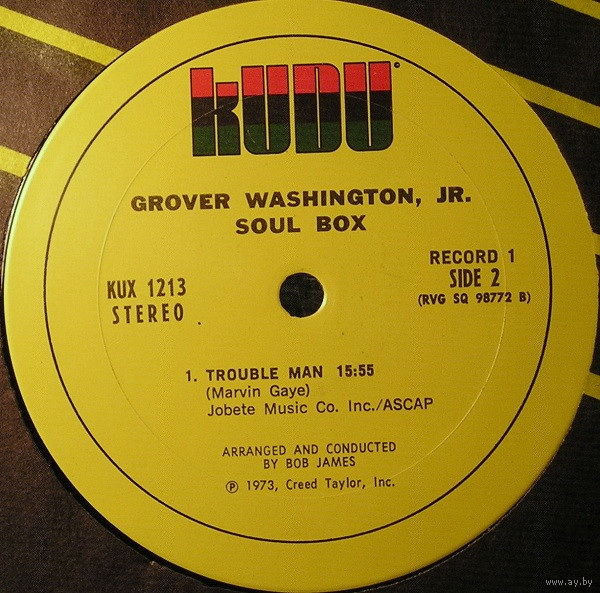 KUDU
GROVER WASHINGTON, JR.
SOUL BOX
RECORD 1
SIDE 2
(RVG SQ 98772 B)
KUX 1213
STEREO
1. TROUBLE MAN 15:55
(Marvin Gaye)
Jobete Music Co. Inc./ASCAP
ARRANGED AND CONDUCTED
BY BOB JAMES
℗ 1973, Creed Taylor, Inc.
www.ay.by